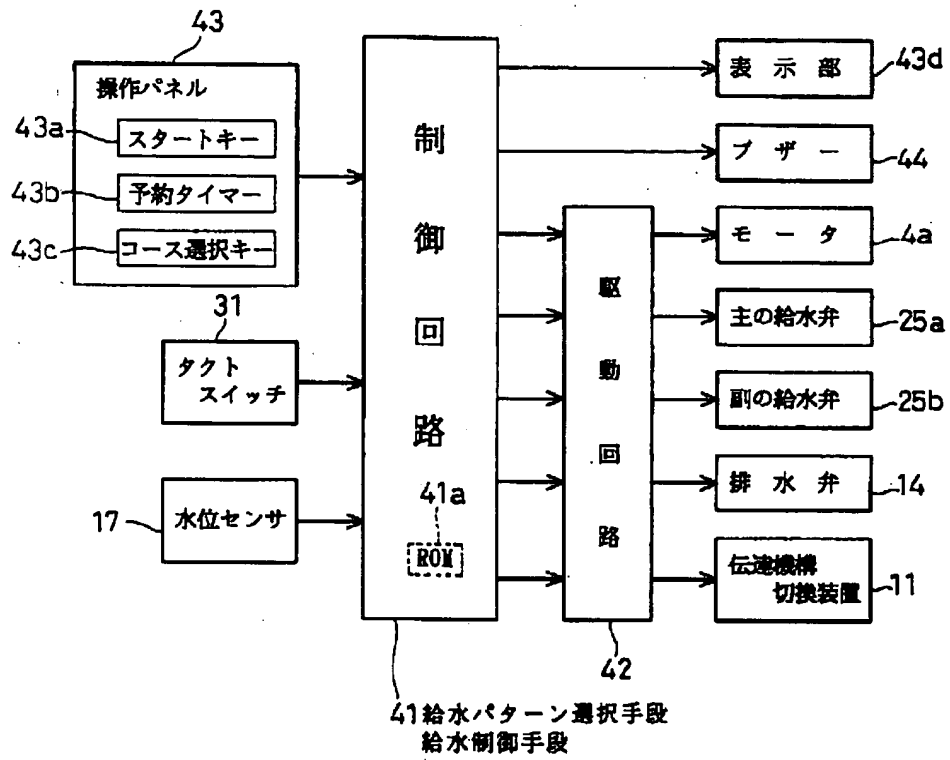 43
操作パネル
43a
スタートキー
43b
予約タイマー
43c
コース選択キー
31
タクト
スイッチ
17
水位センサ
制御回路
41a
ROM
41給水パターン選択手段
給水制御手段
駆動回路
42
表示部
43d
ブザー
44
モータ
4a
主の給水弁
25a
副の給水弁
25b
排水弁
14
伝達機構
切換装置
11